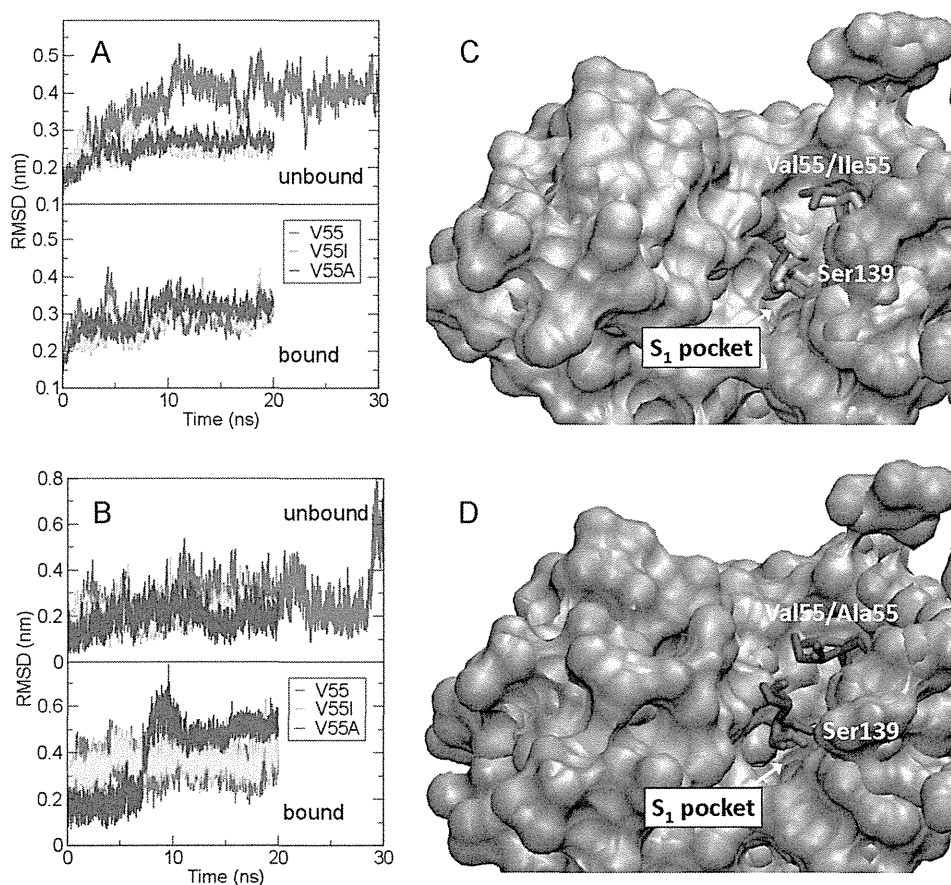 A
RMSD (nm)
0.5
0.4
0.3
0.2
0.1
unbound
0.5
0.4
0.3
0.2
0.1
V55
V55I
V55A
bound
0 10 20 30
Time (ns)
C
Val55/Ile55
Ser139
S₁ pocket
B
RMSD (nm)
0.8
0.6
0.4
0.2
0
unbound
0.6
0.4
0.2
0
V55
V55I
V55A
bound
0 10 20 30
Time (ns)
D
Val55/Ala55
Ser139
S₁ pocket